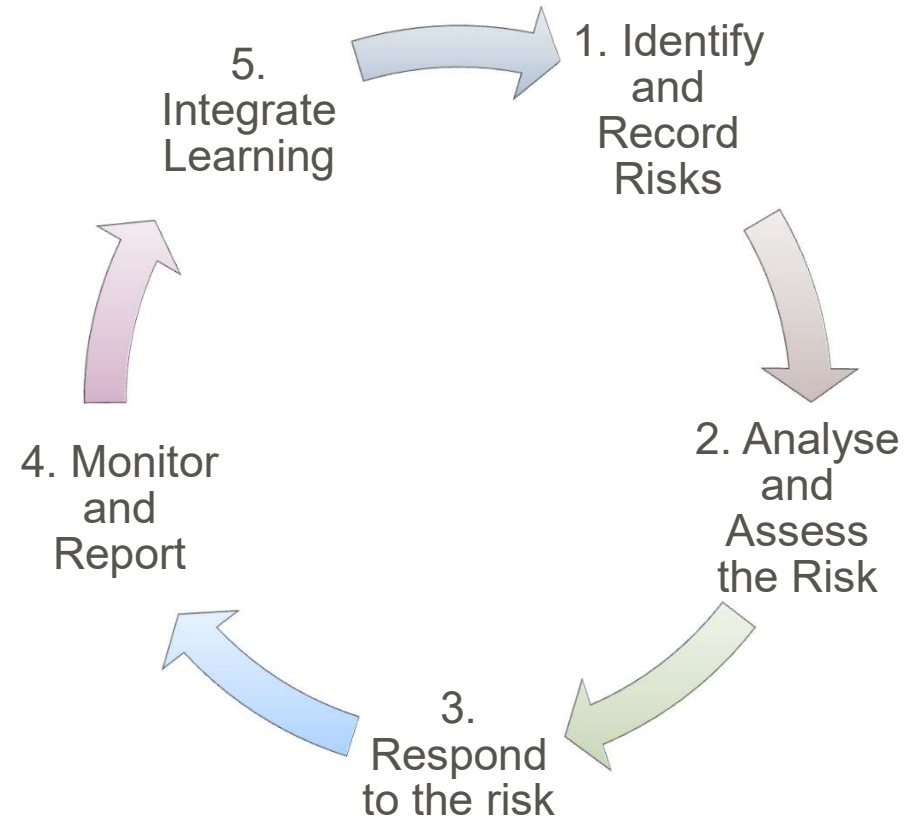 1. Identify
and
Record
Risks
2. Analyse
and
Assess
the Risk
3.
Respond
to the risk
4. Monitor
and
Report
5.
Integrate
Learning